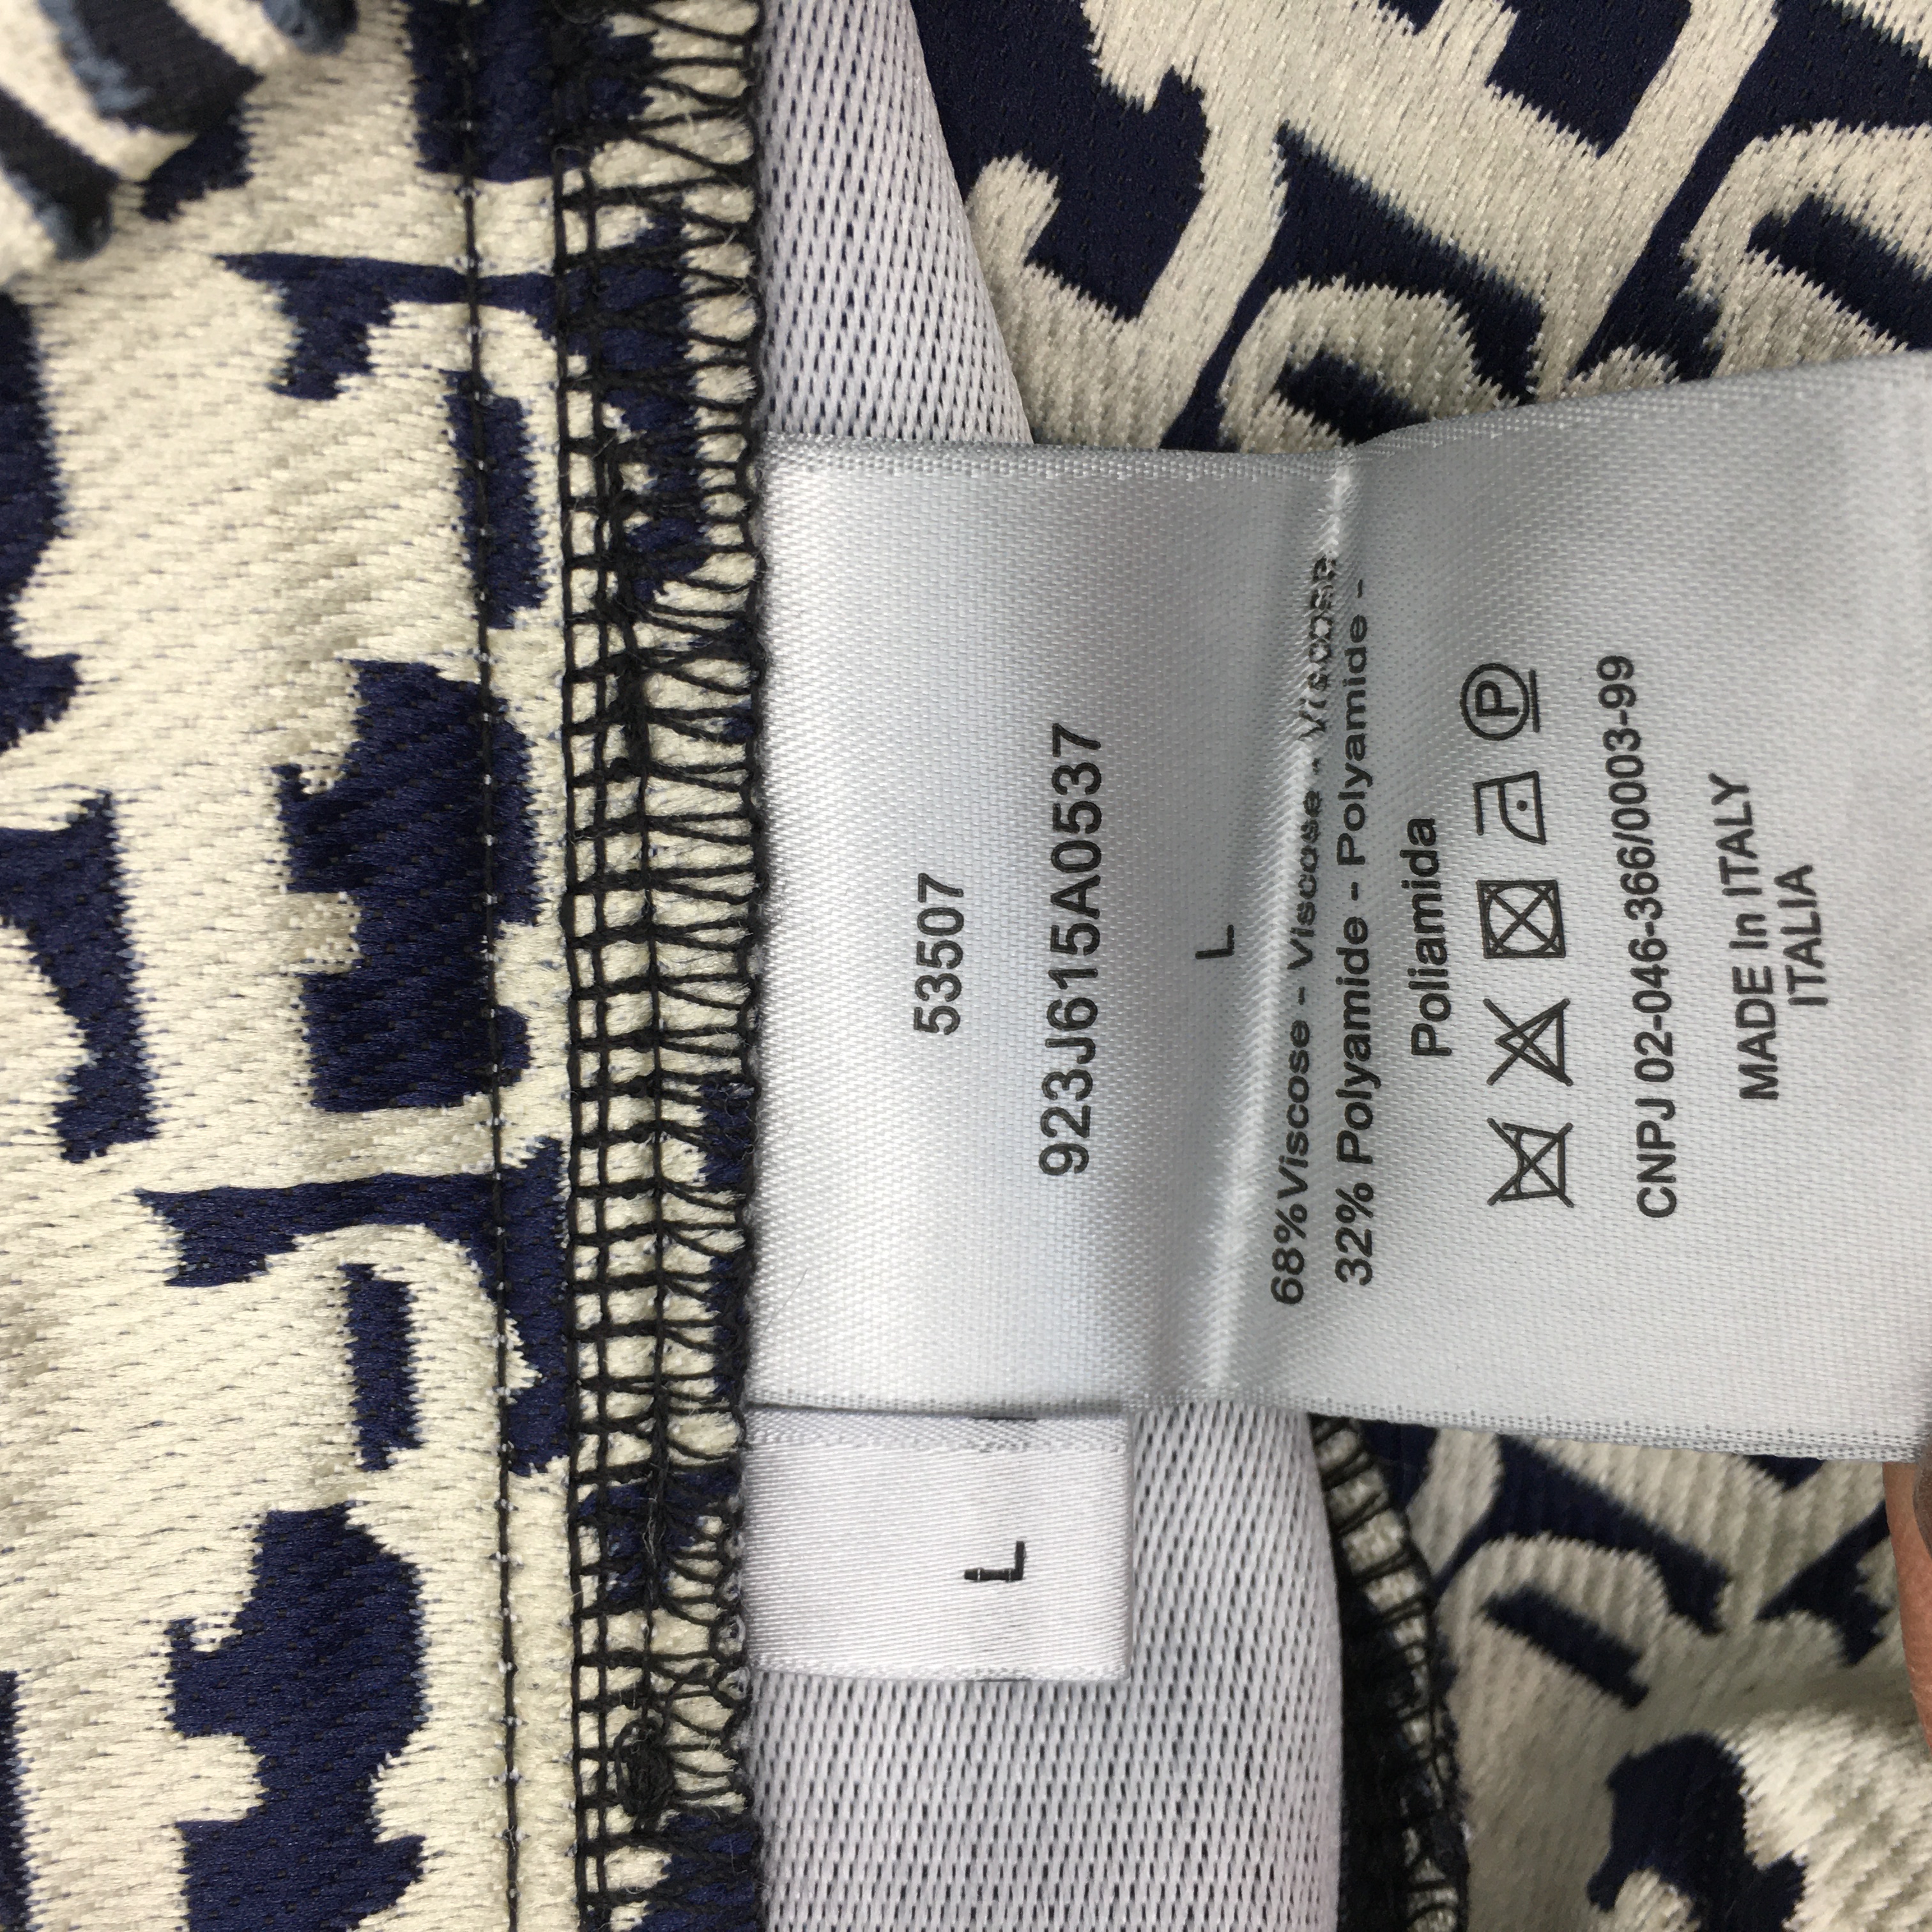 53507
923J615A0537
L
68%Viscose - Viscose - Viscose
32% Polyamide - Polyamide -
Poliamida
P
CNPJ 02-046-366/0003-99
MADE In ITALY
ITALIA
L